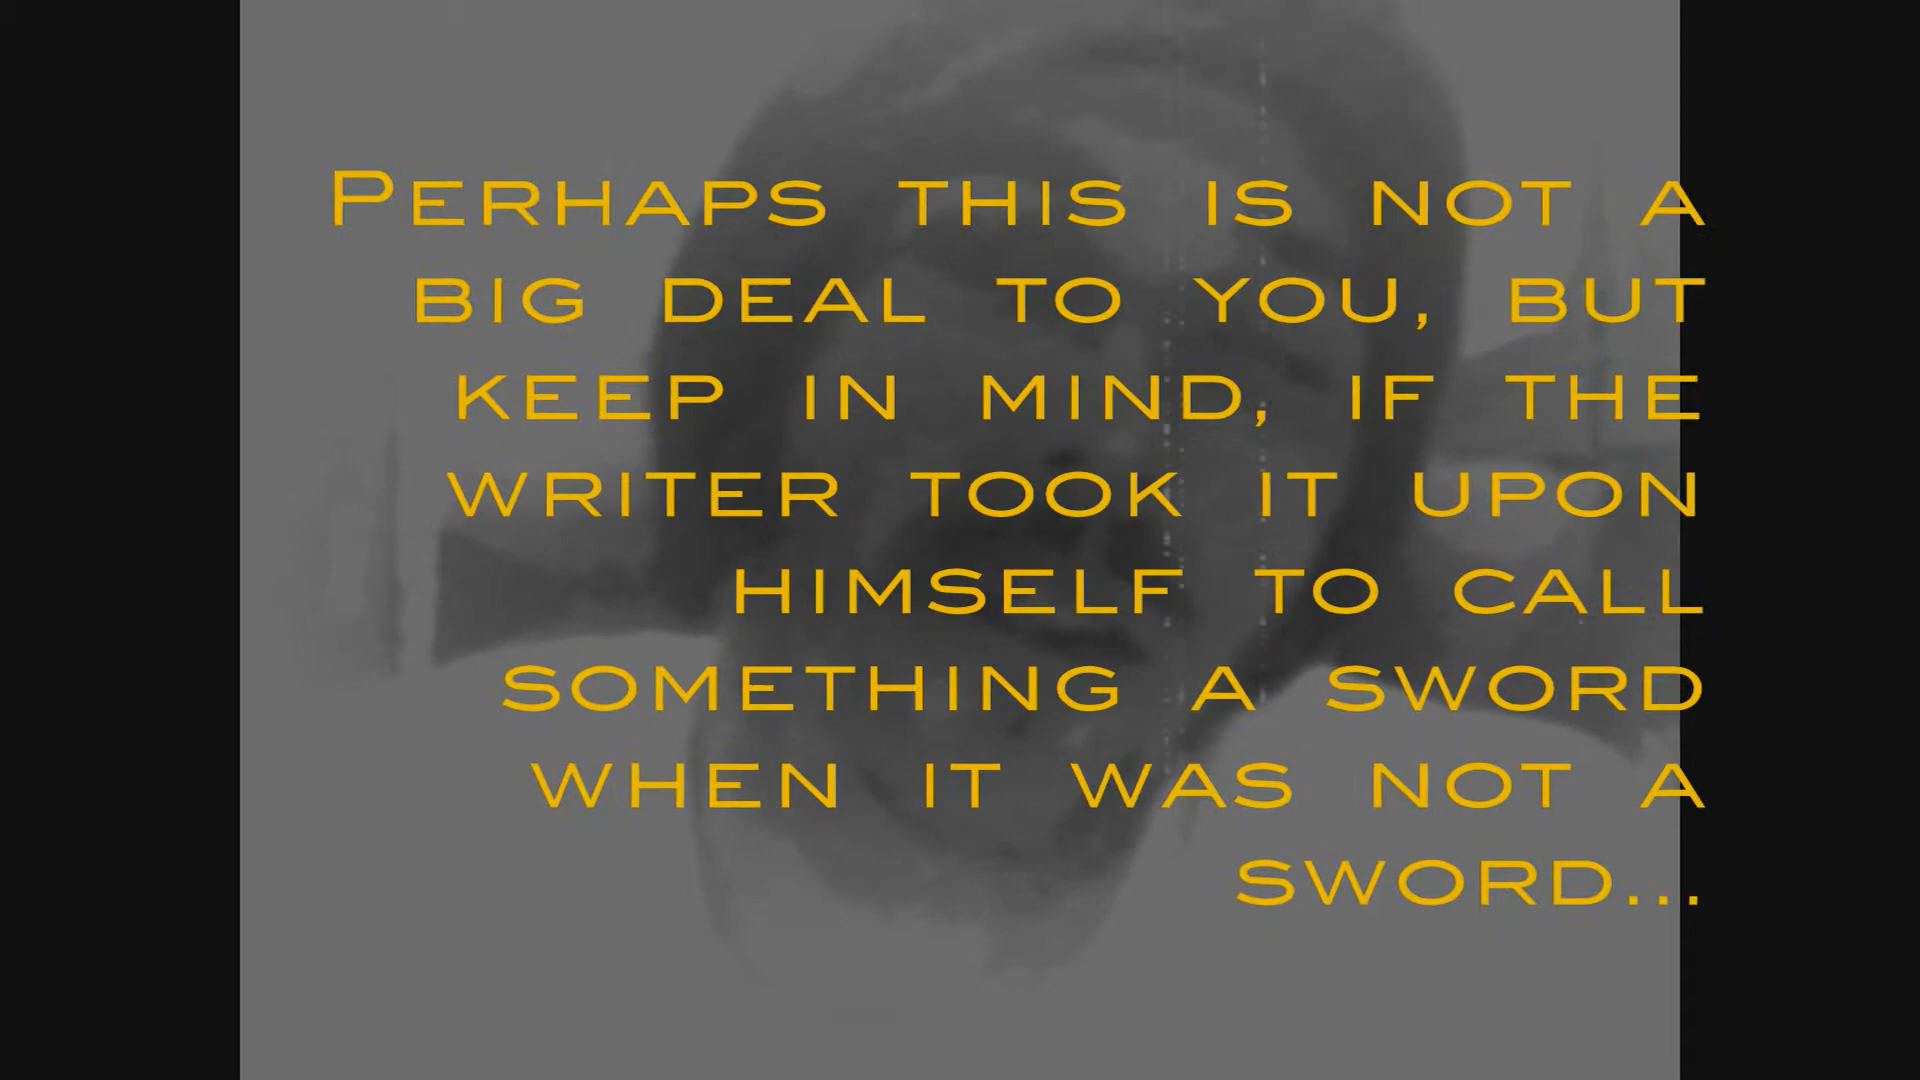 Perhaps this is not a
big deal to you, but
keep in mind, if the
writer took it upon
himself to call
something a sword
when it was not a
sword...